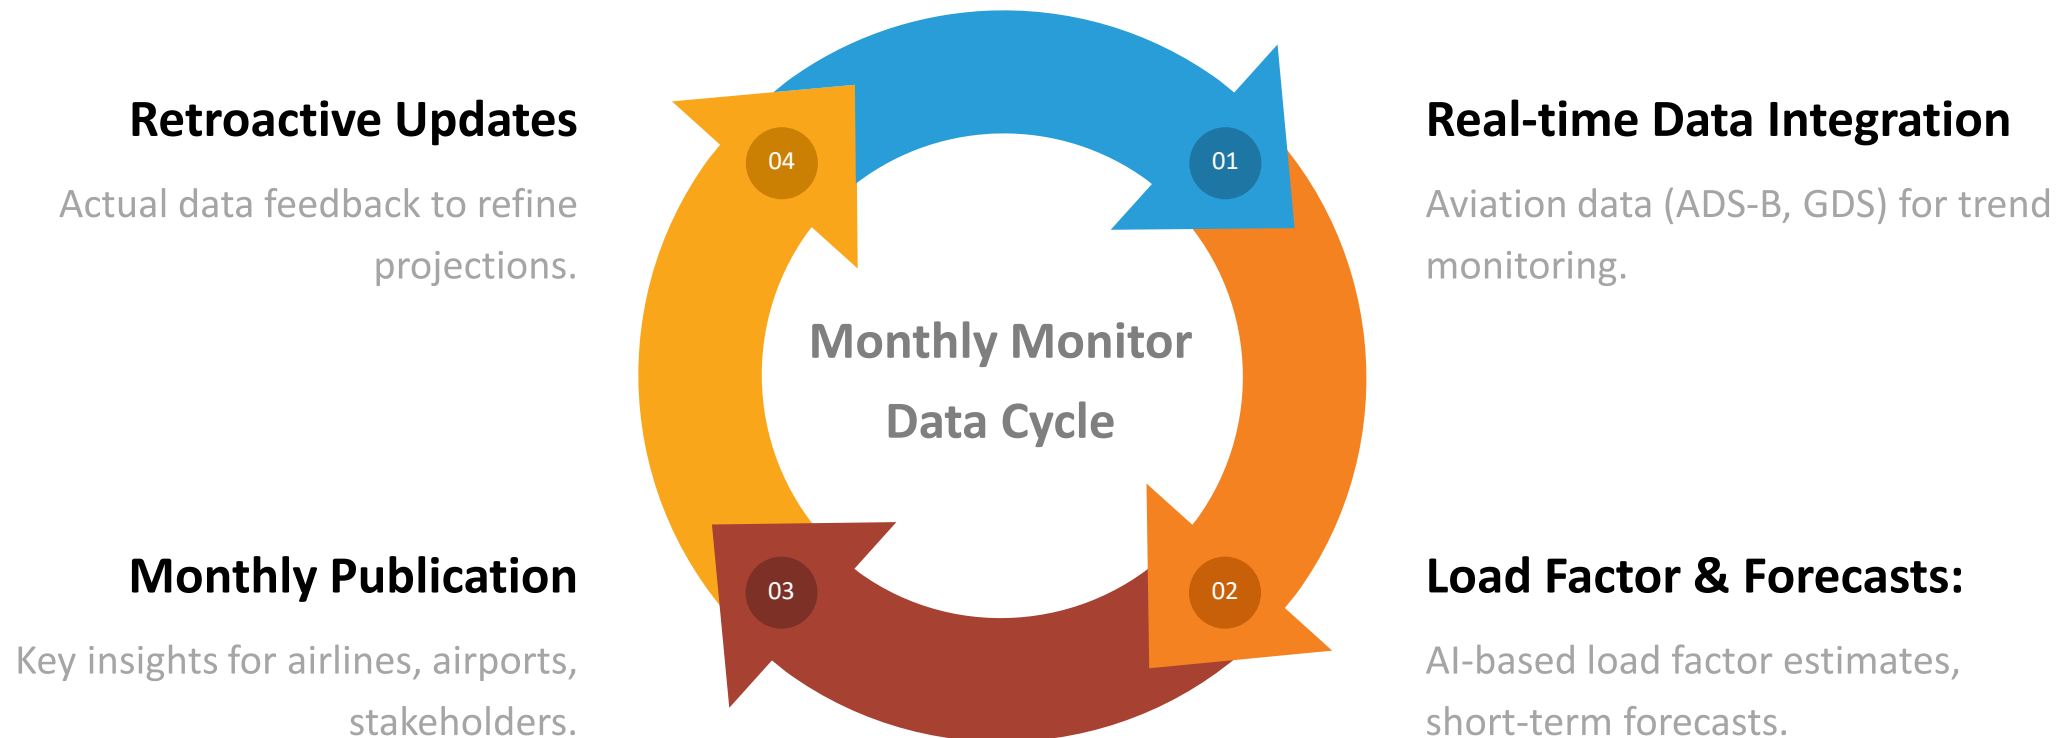 Monthly Monitor
Data Cycle
01
Real-time Data Integration
Aviation data (ADS-B, GDS) for trend
monitoring.
02
Load Factor & Forecasts:
AI-based load factor estimates,
short-term forecasts.
03
Monthly Publication
Key insights for airlines, airports,
stakeholders.
04
Retroactive Updates
Actual data feedback to refine
projections.